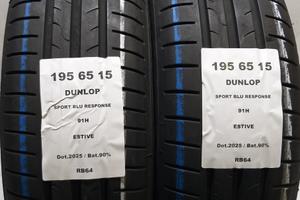 195 65 15
DUNLOP
SPORT BLU RESPONSE
91H
ESTIVE
Dot.2025 / Bat.90%
RB64
195 65 15
DUNLOP
SPORT BLU RESPONSE
91H
ESTIVE
Dot.2025 / Bat.90%
RB64